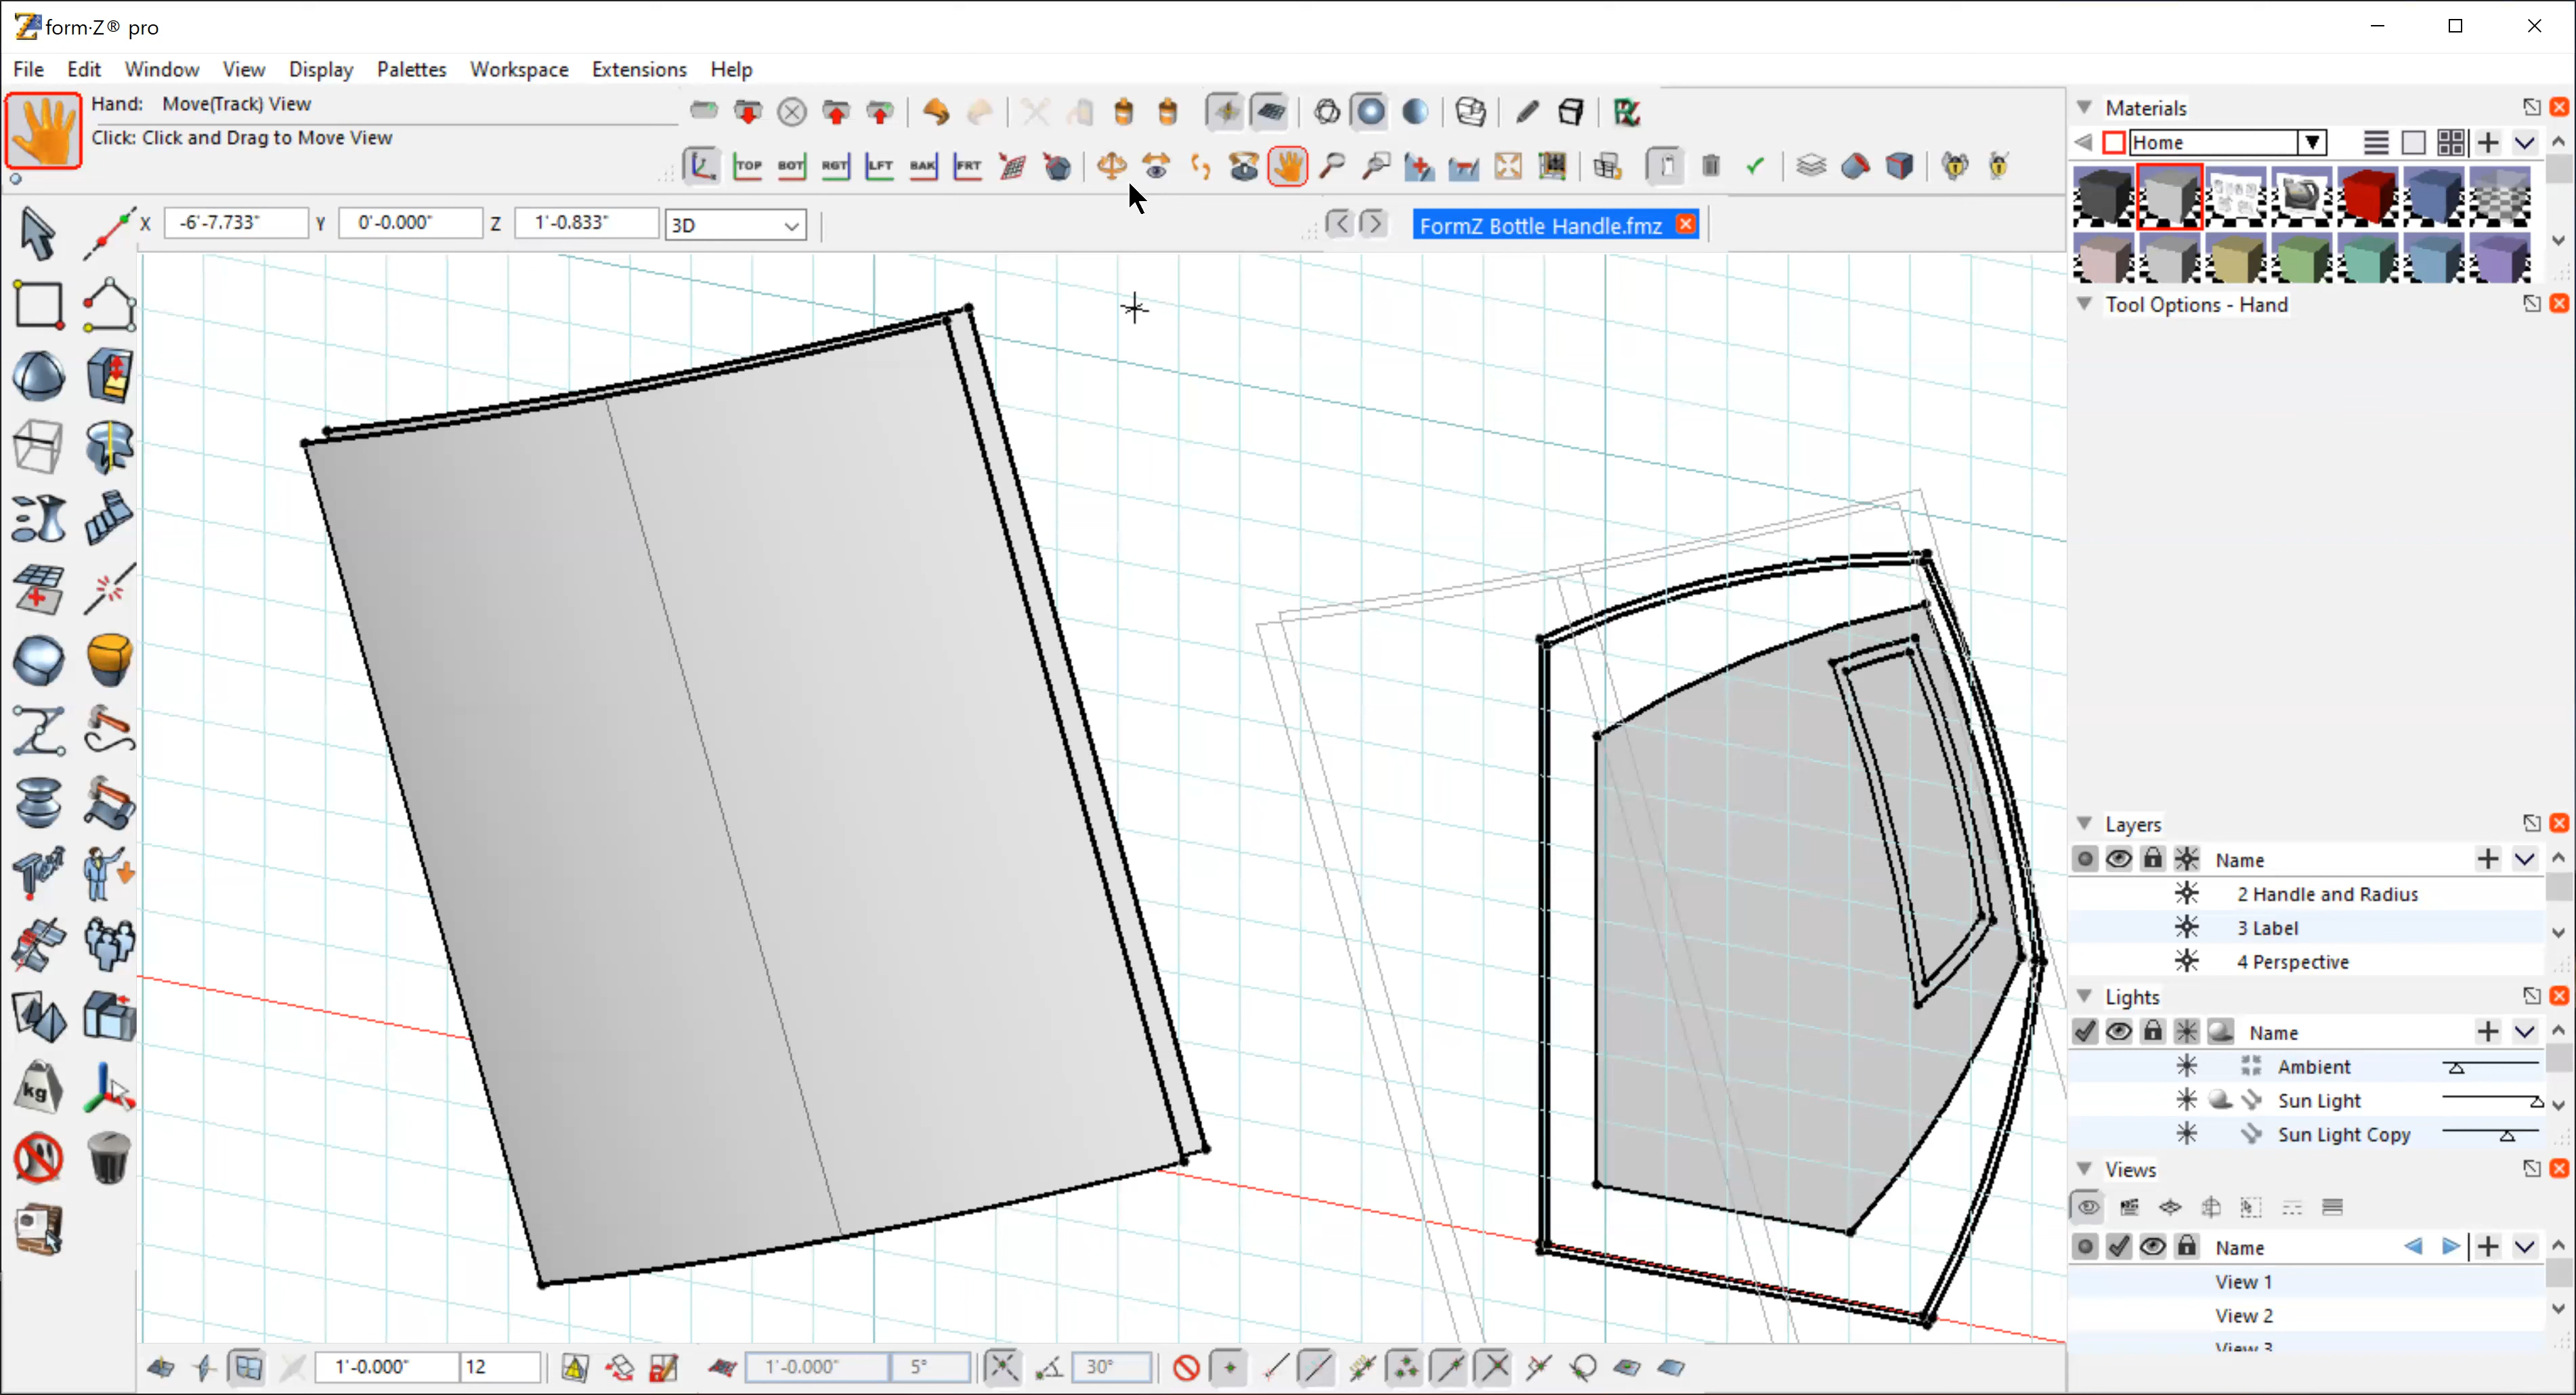 form·Z® pro
File Edit Window View Display Palettes Workspace Extensions Help
Hand: Move(Track) View
Click: Click and Drag to Move View
TOP BOT RGT LFT BAK FRT
X -6'-7.733" Y 0'-0.000" Z 1'-0.833" 3D
FormZ Bottle Handle.fmz
Materials
Home
Tool Options - Hand
Layers
Name
2 Handle and Radius
3 Label
4 Perspective
Lights
Name
Ambient
Sun Light
Sun Light Copy
Views
Name
View 1
View 2
View 3
Text
kg
1'-0.000" 12 1'-0.000" 5° 30°